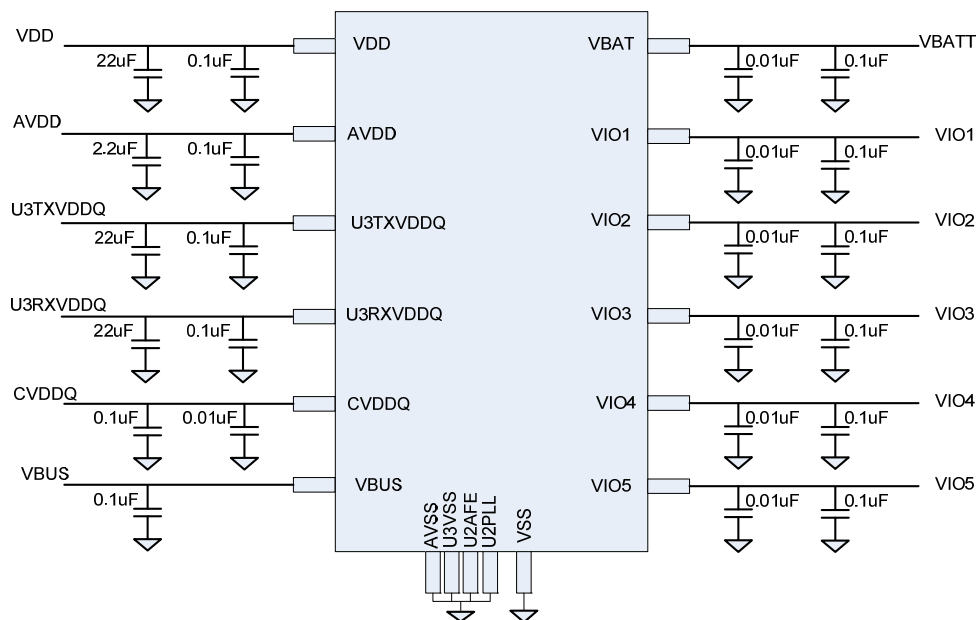 VDD
22uF
0.1uF
VDD
VBAT
0.01uF
0.1uF
VBATT
AVDD
2.2uF
0.1uF
AVDD
VIO1
0.01uF
0.1uF
VIO1
U3TXVDDQ
22uF
0.1uF
U3TXVDDQ
VIO2
0.01uF
0.1uF
VIO2
U3RXVDDQ
22uF
0.1uF
U3RXVDDQ
VIO3
0.01uF
0.1uF
VIO3
CVDDQ
0.1uF
0.01uF
CVDDQ
VIO4
0.01uF
0.1uF
VIO4
VBUS
0.1uF
VBUS
VIO5
0.01uF
0.1uF
VIO5
AVSS
U3VSS
U2AFE
U2PLL
VSS